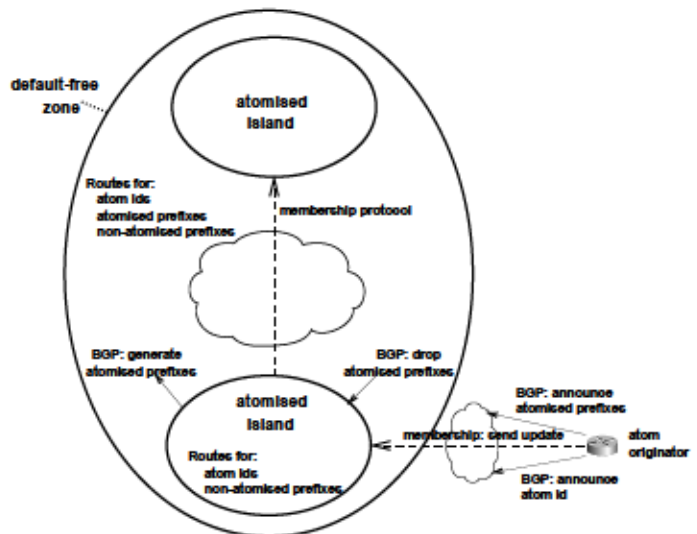 default-free
zone
atomised
island
Routes for:
atom ids
atomised prefixes
non-atomised prefixes
membership protocol
BGP: generate
atomised prefixes
BGP: drop
atomised prefixes
atomised
island
Routes for:
atom ids
non-atomised prefixes
BGP: announce
atomised prefixes
membership: send update
atom
originator
BGP: announce
atom id